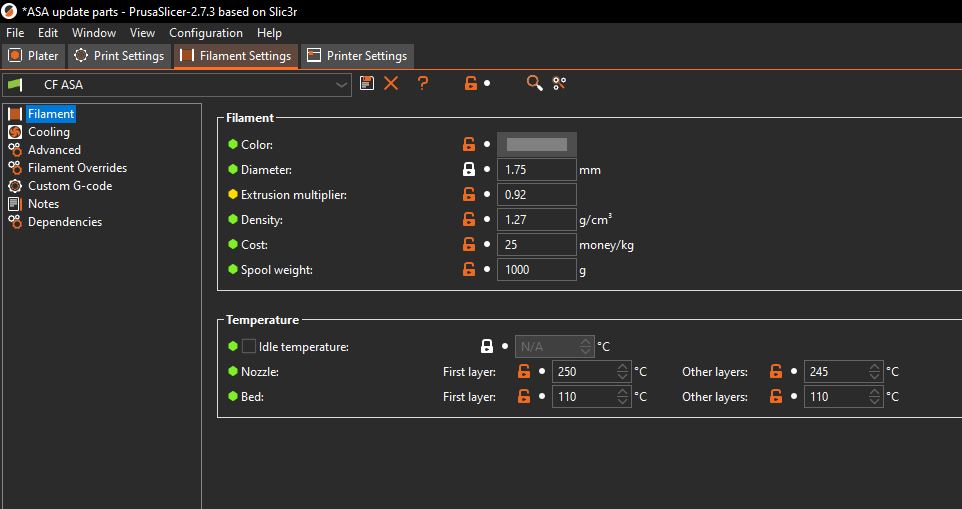 *ASA update parts - PrusaSlicer-2.7.3 based on Slic3r
File Edit Window View Configuration Help
Plater Print Settings Filament Settings Printer Settings
CF ASA ?
Filament
Cooling
Advanced
Filament Overrides
Custom G-code
Notes
Dependencies
Filament
Color:
Diameter: 1.75 mm
Extrusion multiplier: 0.92
Density: 1.27 g/cm³
Cost: 25 money/kg
Spool weight: 1000 g
Temperature
Idle temperature: N/A °C
Nozzle: First layer: 250 °C Other layers: 245 °C
Bed: First layer: 110 °C Other layers: 110 °C